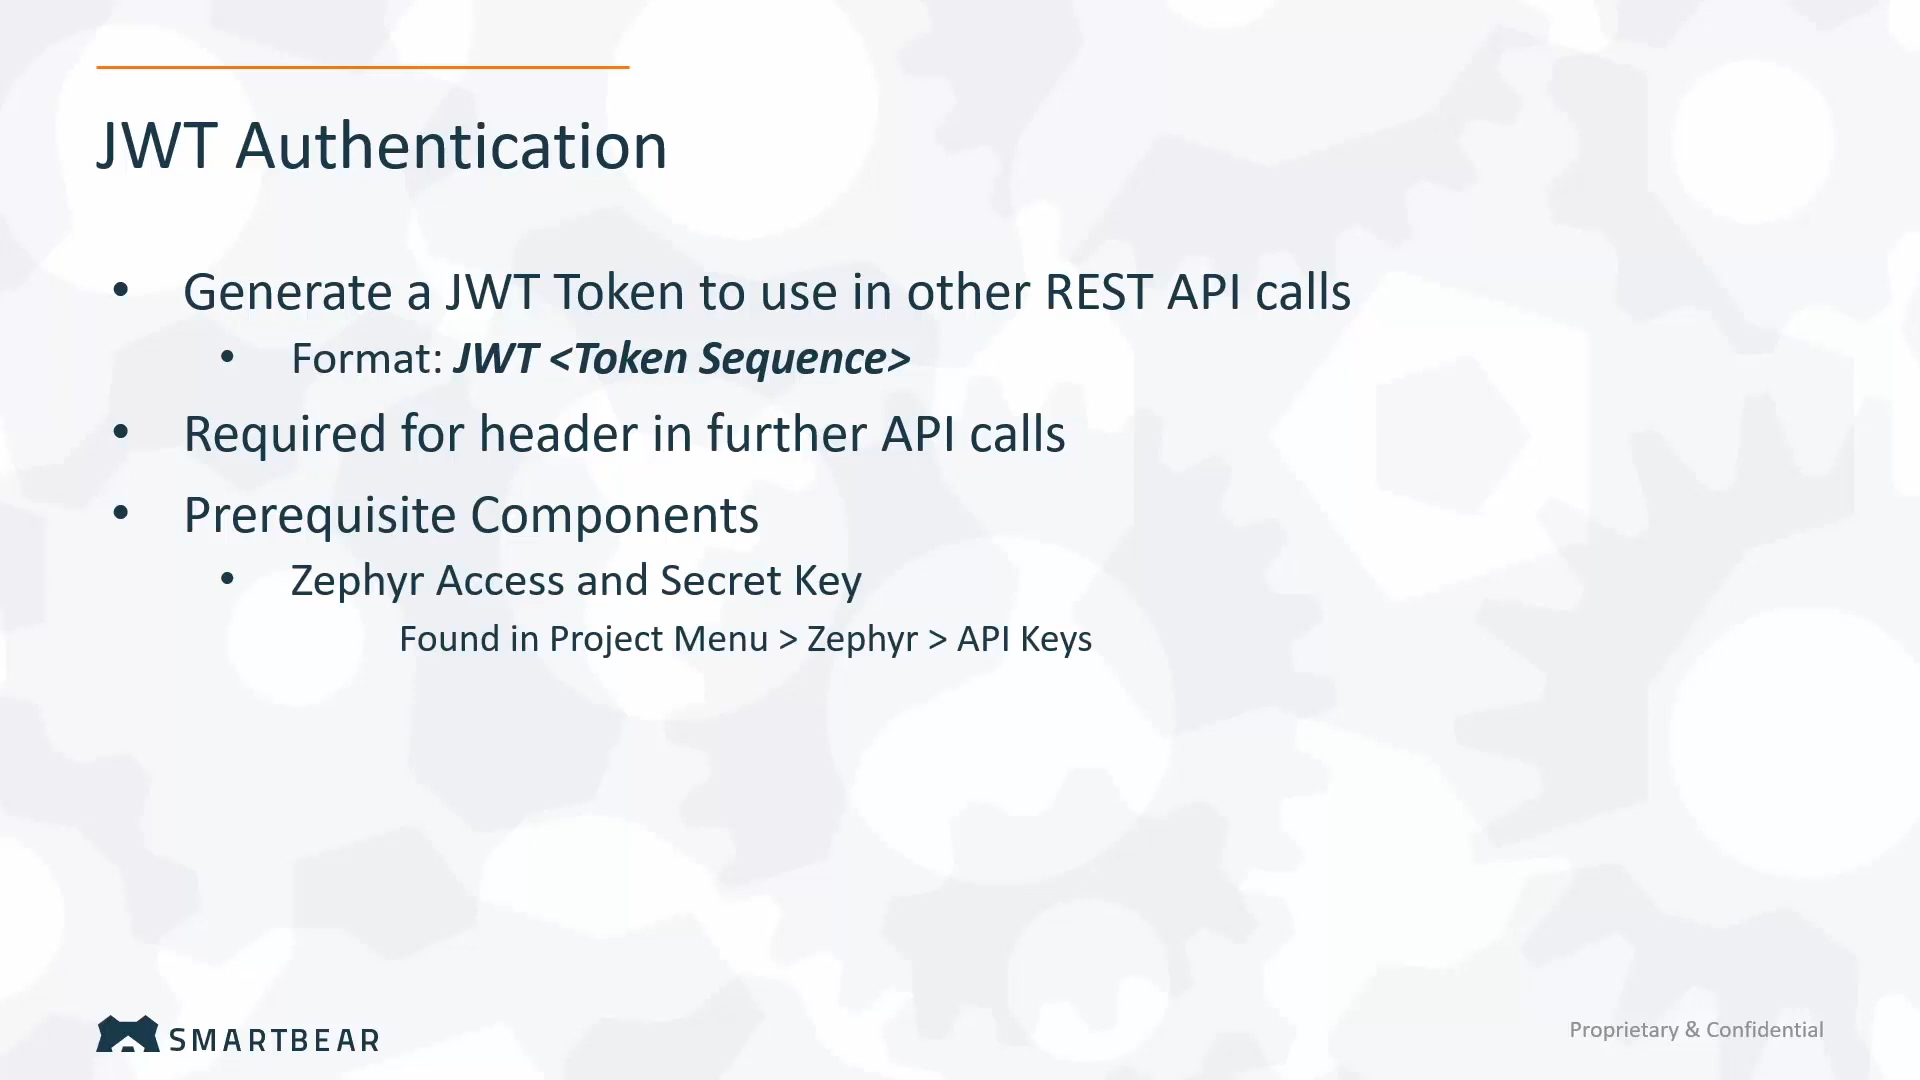 JWT Authentication
• Generate a JWT Token to use in other REST API calls
• Format: JWT <Token Sequence>
• Required for header in further API calls
• Prerequisite Components
• Zephyr Access and Secret Key
Found in Project Menu > Zephyr > API Keys
SMARTBEAR
Proprietary & Confidential